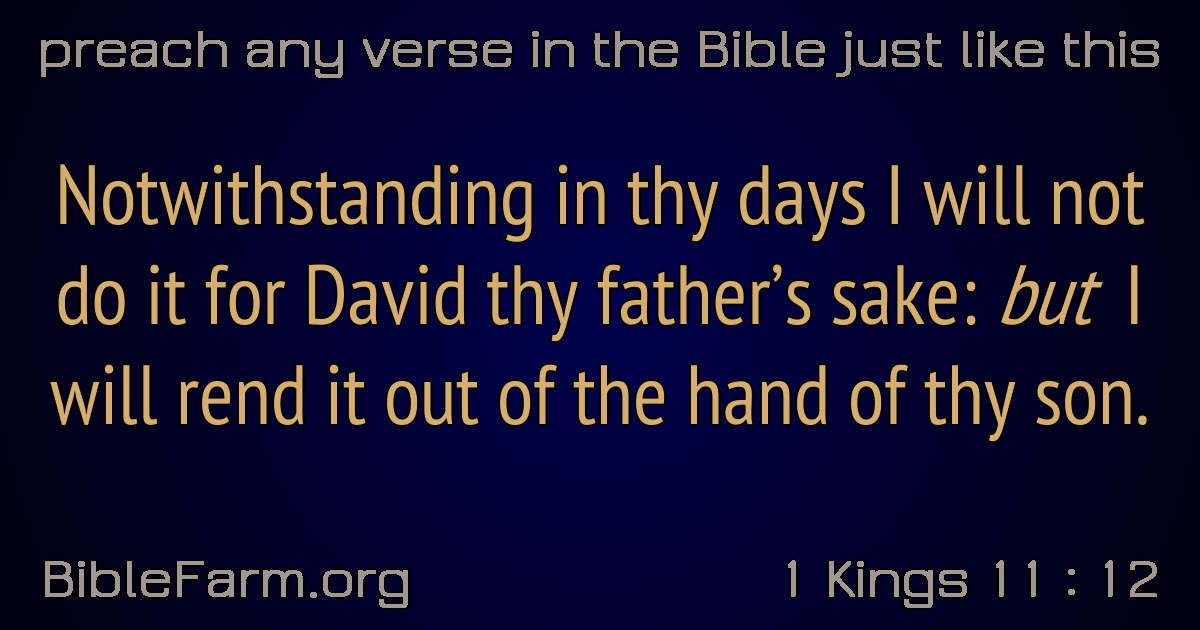 preach any verse in the Bible just like this
Notwithstanding in thy days I will not
do it for David thy father’s sake: but I
will rend it out of the hand of thy son.
BibleFarm.org
1 Kings 11 : 12